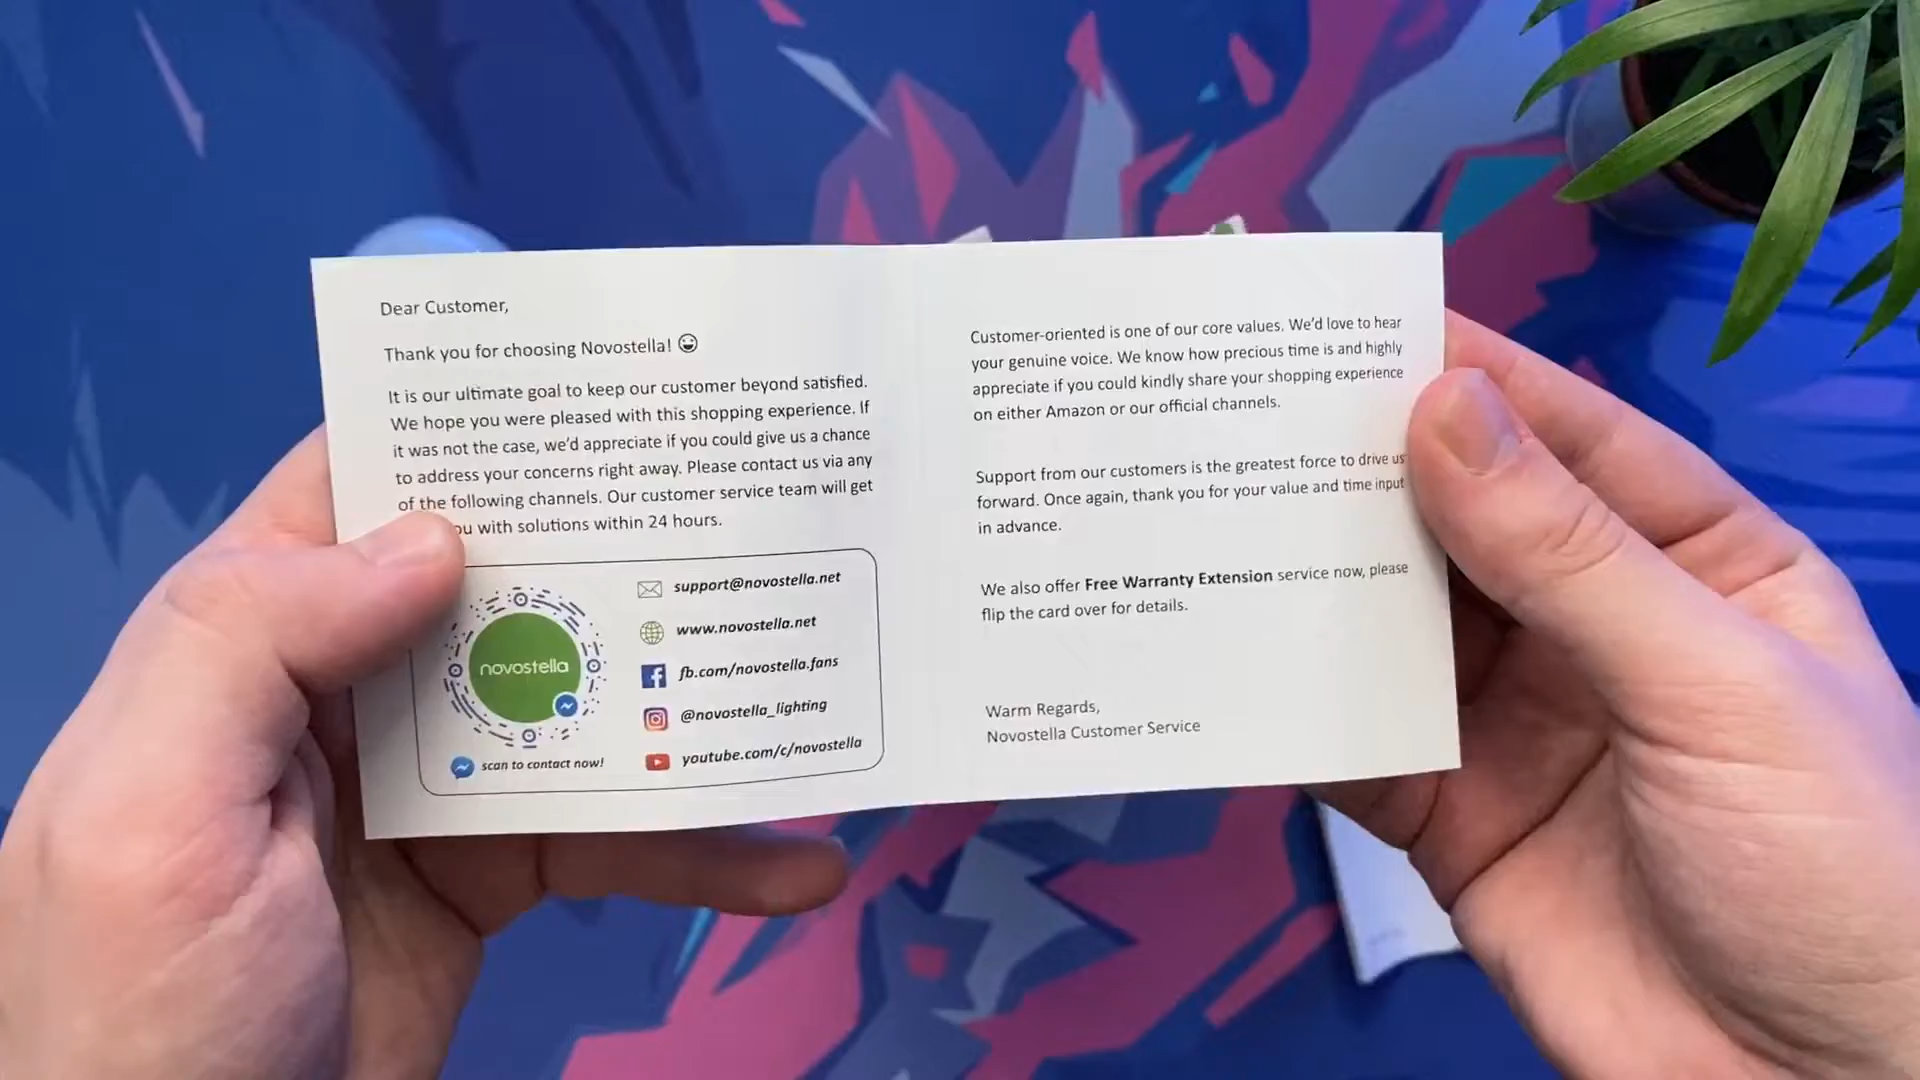 Dear Customer,
Thank you for choosing Novostella! 😀
It is our ultimate goal to keep our customer beyond satisfied.
We hope you were pleased with this shopping experience. If
it was not the case, we'd appreciate if you could give us a chance
to address your concerns right away. Please contact us via any
of the following channels. Our customer service team will get
with solutions within 24 hours.
novostella
scan to contact now!
support@novostella.net
www.novostella.net
fb.com/novostella.fans
@novostella_lighting
youtube.com/c/novostella
Customer-oriented is one of our core values. We'd love to hear
your genuine voice. We know how precious time is and highly
appreciate if you could kindly share your shopping experience
on either Amazon or our official channels.
Support from our customers is the greatest force to drive us
forward. Once again, thank you for your value and time input
in advance.
We also offer Free Warranty Extension service now, please
flip the card over for details.
Warm Regards,
Novostella Customer Service